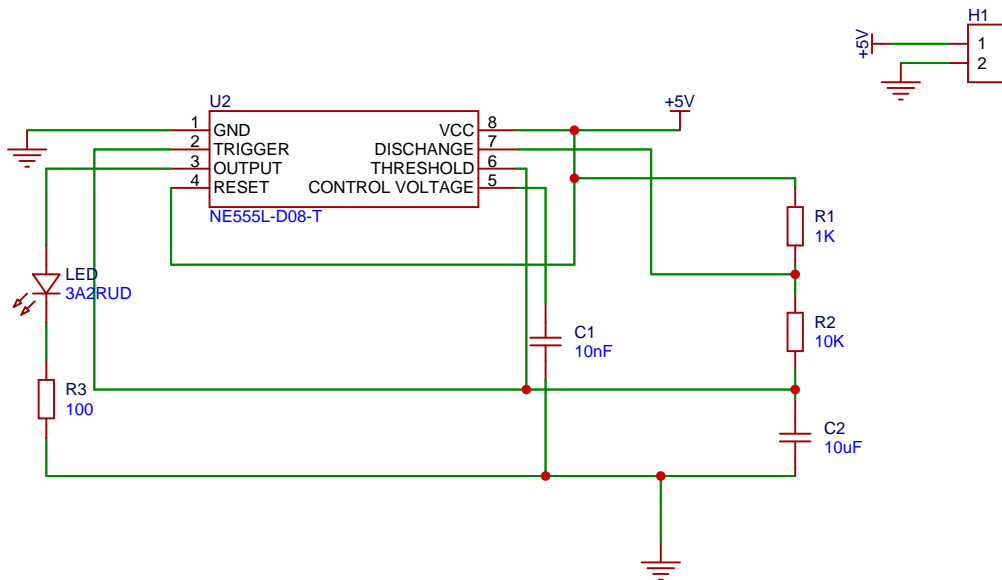 H1
+5V
1
2
U2
+5V
1 GND VCC 8
2 TRIGGER DISCHANGE 7
3 OUTPUT THRESHOLD 6
4 RESET CONTROL VOLTAGE 5
NE555L-D08-T
R1
1K
LED
3A2RUD
R2
10K
C1
10nF
R3
100
C2
10uF